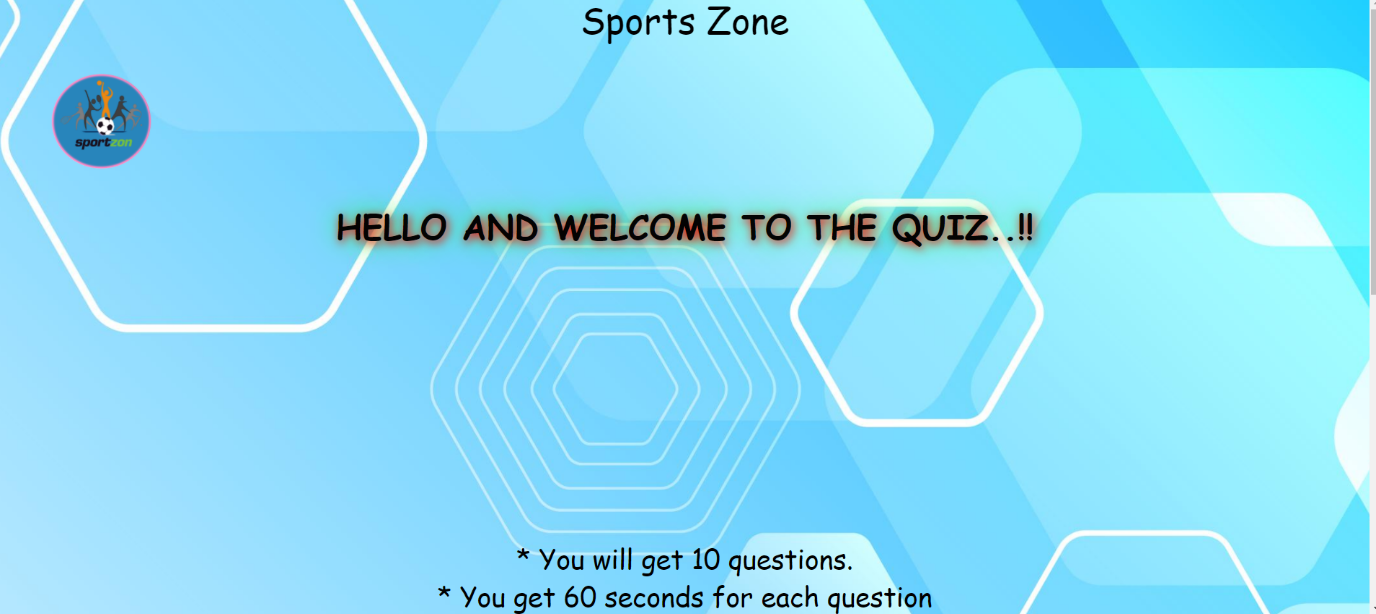 Sports Zone
sportzon
HELLO AND WELCOME TO THE QUIZ..!!
* You will get 10 questions.
* You get 60 seconds for each question